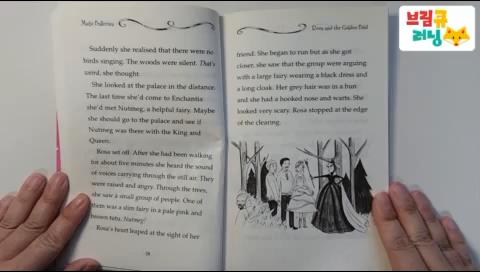 Magic Ballerina
Suddenly she realised that there were no
birds singing. The woods were silent. That's
weird, she thought.
She looked at the palace in the distance.
The last time she'd come to Enchantia
she'd met Nutmeg, a helpful fairy. Maybe
she should go to the palace and see if
Nutmeg was there with the King and
Queen.
Rosa set off. After she had been walking
for about five minutes she heard the sound
of voices carrying through the still air. They
were raised and angry. Through the trees,
she saw a small group of people. One of
them was a slim fairy in a pale pink and
brown tutu. Nutmeg!
Rosa's heart leaped at the sight of her
Rosa and the Golden Bird
friend. She began to run but as she got
closer, she saw that the group were arguing
with a large fairy wearing a black dress and
a long cloak. Her grey hair was in a bun
and she had a hooked nose and warts. She
looked very scary. Rosa stopped at the edge
of the clearing.
브릭큐
러닝